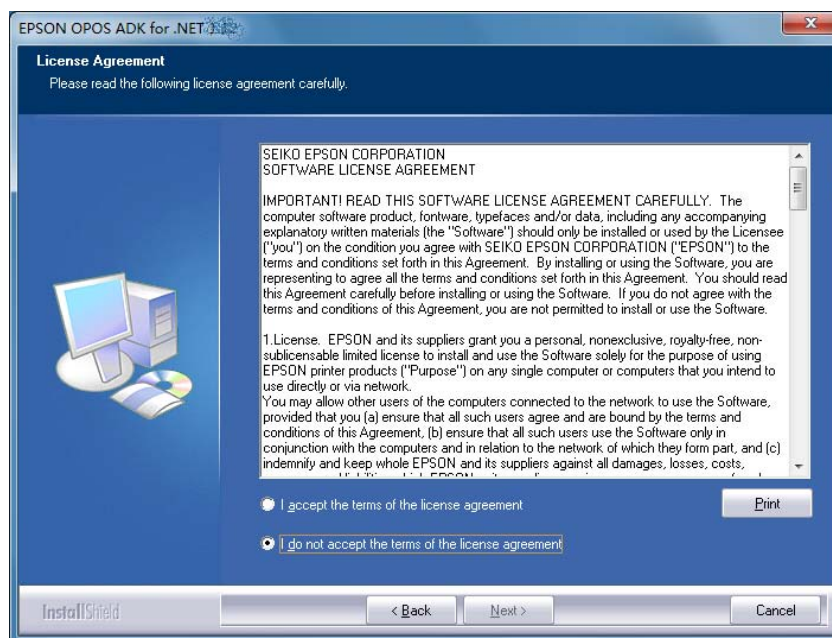 EPSON OPOS ADK for .NET
License Agreement
Please read the following license agreement carefully.
SEIKO EPSON CORPORATION
SOFTWARE LICENSE AGREEMENT
IMPORTANT! READ THIS SOFTWARE LICENSE AGREEMENT CAREFULLY. The
computer software product, fontware, typefaces and/or data, including any accompanying
explanatory written materials (the "Software") should only be installed or used by the Licensee
("you") on the condition you agree with SEIKO EPSON CORPORATION ("EPSON") to the
terms and conditions set forth in this Agreement. By installing or using the Software, you are
representing to agree all the terms and conditions set forth in this Agreement. You should read
this Agreement carefully before installing or using the Software. If you do not agree with the
terms and conditions of this Agreement, you are not permitted to install or use the Software.
1.License. EPSON and its suppliers grant you a personal, nonexclusive, royalty-free, non-
sublicensable limited license to install and use the Software solely for the purpose of using
EPSON printer products ("Purpose") on any single computer or computers that you intend to
use directly or via network.
You may allow other users of the computers connected to the network to use the Software,
provided that you (a) ensure that all such users agree and are bound by the terms and
conditions of this Agreement, (b) ensure that all such users use the Software only in
conjunction with the computers and in relation to the network of which they form part, and (c)
indemnify and keep whole EPSON and its suppliers against all damages, losses, costs,
I accept the terms of the license agreement
Print
I do not accept the terms of the license agreement
InstallShield
< Back
Next >
Cancel